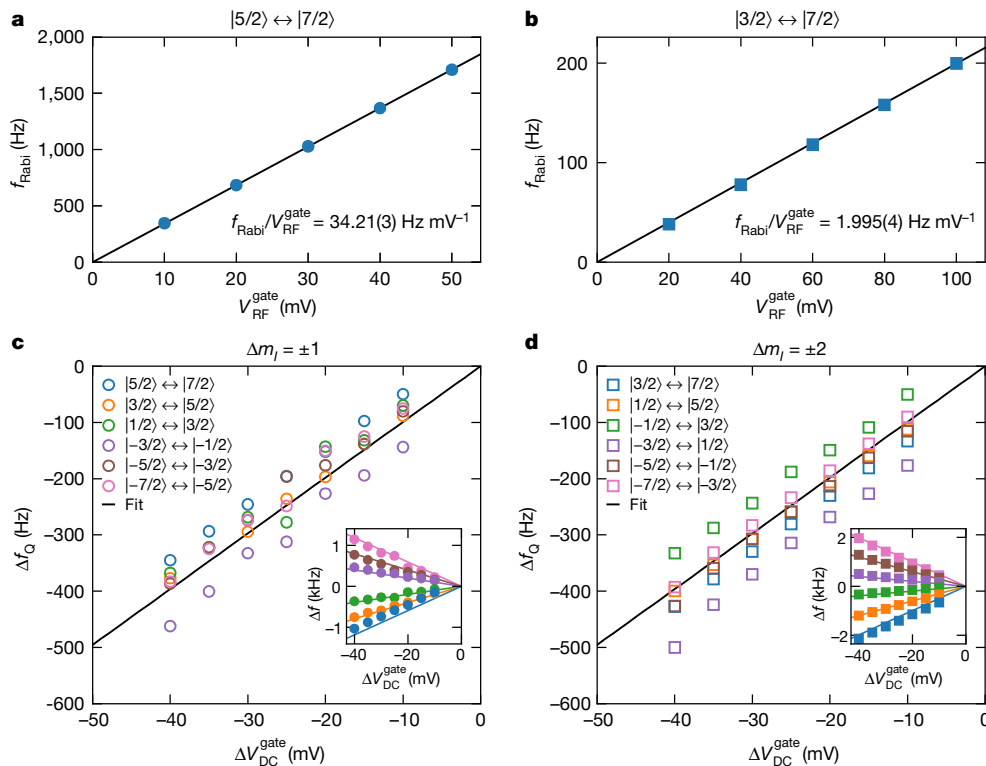 a
|5/2⟩ ↔ |7/2⟩
2,000
1,500
1,000
500
0
f_Rabi (Hz)
f_Rabi/V_RF^gate = 34.21(3) Hz mV⁻¹
0 10 20 30 40 50
V_RF^gate (mV)
b
|3/2⟩ ↔ |7/2⟩
200
100
0
f_Rabi (Hz)
f_Rabi/V_RF^gate = 1.995(4) Hz mV⁻¹
0 20 40 60 80 100
V_RF^gate (mV)
c
Δm_I = ±1
0
-100
-200
-300
-400
-500
-600
Δf_Q (Hz)
|5/2⟩ ↔ |7/2⟩
|3/2⟩ ↔ |5/2⟩
|1/2⟩ ↔ |3/2⟩
|−3/2⟩ ↔ |−1/2⟩
|−5/2⟩ ↔ |−3/2⟩
|−7/2⟩ ↔ |−5/2⟩
Fit
1
0
−1
Δf (kHz)
−40 −20 0
ΔV_DC^gate (mV)
−50 −40 −30 −20 −10 0
ΔV_DC^gate (mV)
d
Δm_I = ±2
0
-100
-200
-300
-400
-500
-600
Δf_Q (Hz)
|3/2⟩ ↔ |7/2⟩
|1/2⟩ ↔ |5/2⟩
|−1/2⟩ ↔ |3/2⟩
|−3/2⟩ ↔ |1/2⟩
|−5/2⟩ ↔ |−1/2⟩
|−7/2⟩ ↔ |−3/2⟩
Fit
2
0
−2
Δf (kHz)
−40 −20 0
ΔV_DC^gate (mV)
−50 −40 −30 −20 −10 0
ΔV_DC^gate (mV)